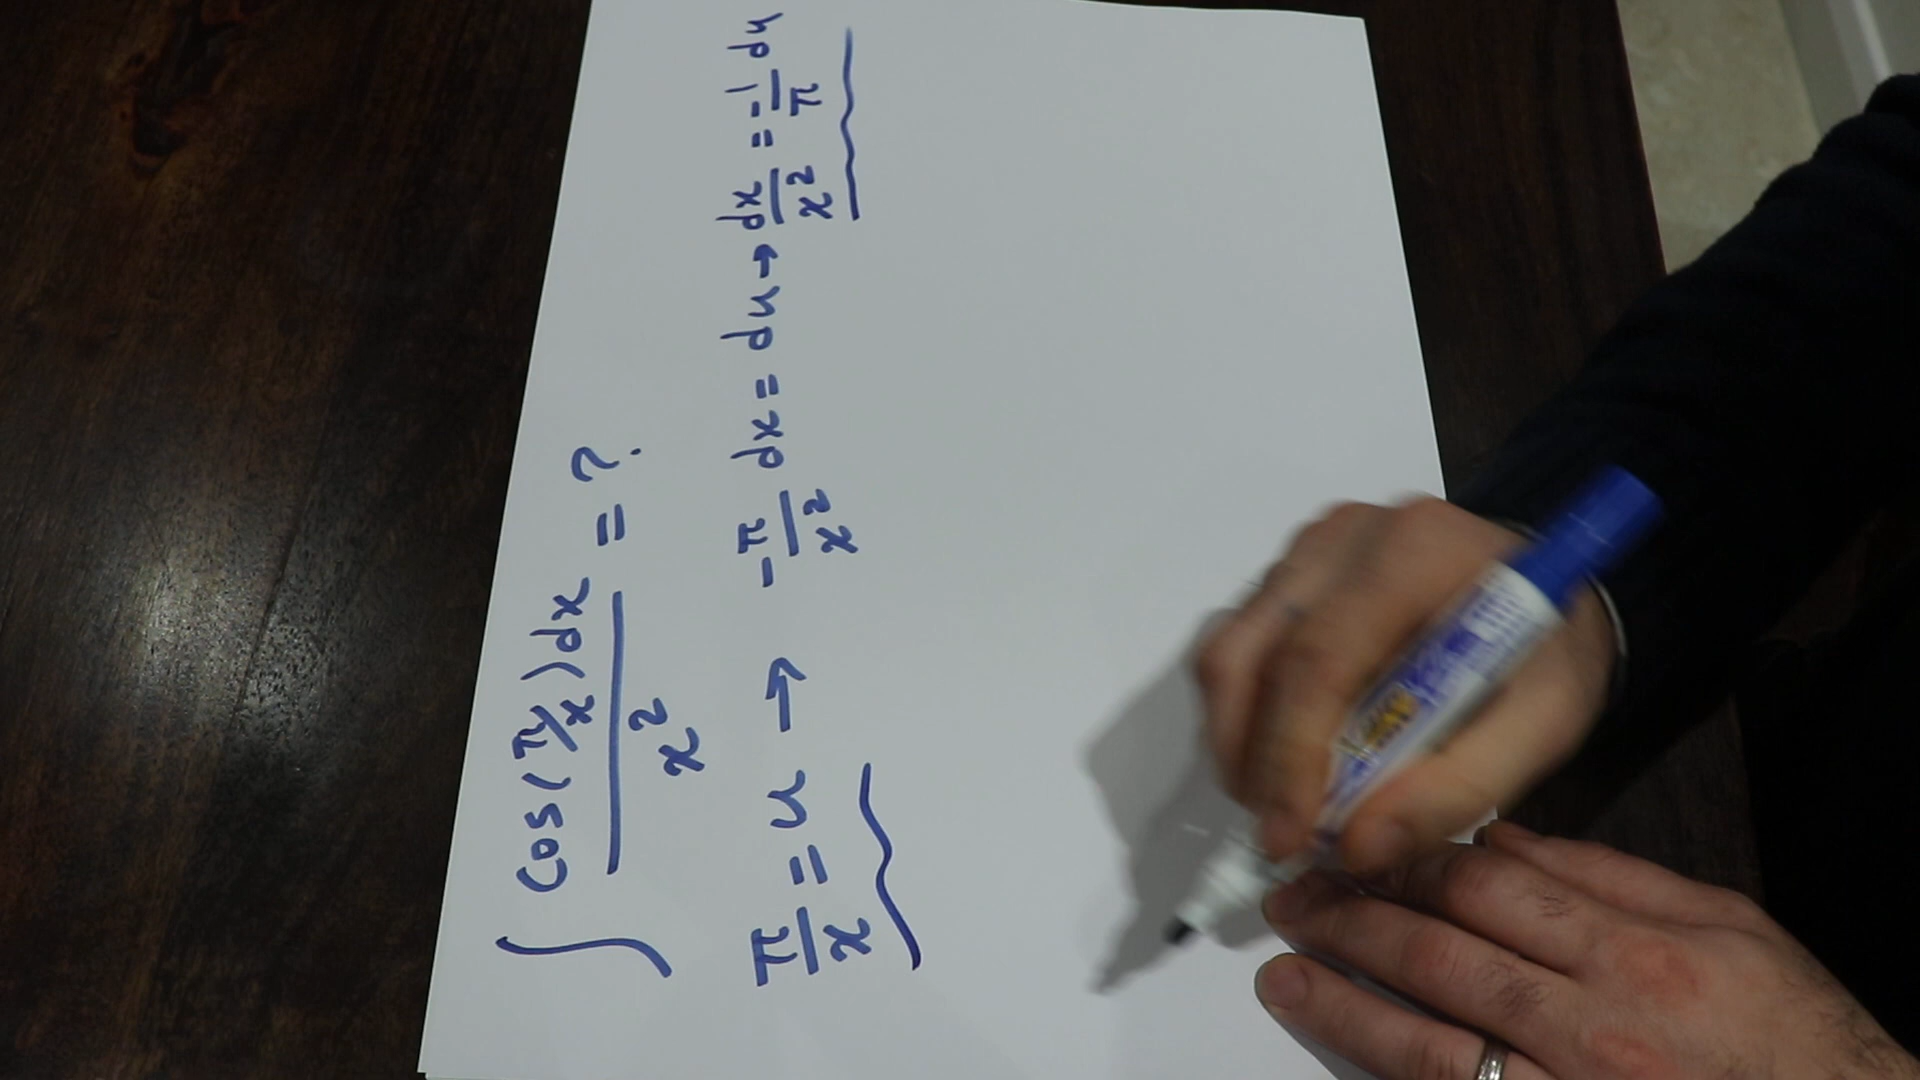 ∫ cos(π/x)dx / x² = ?
π/x = u → -π/x² dx = du → dx/x² = -1/π du